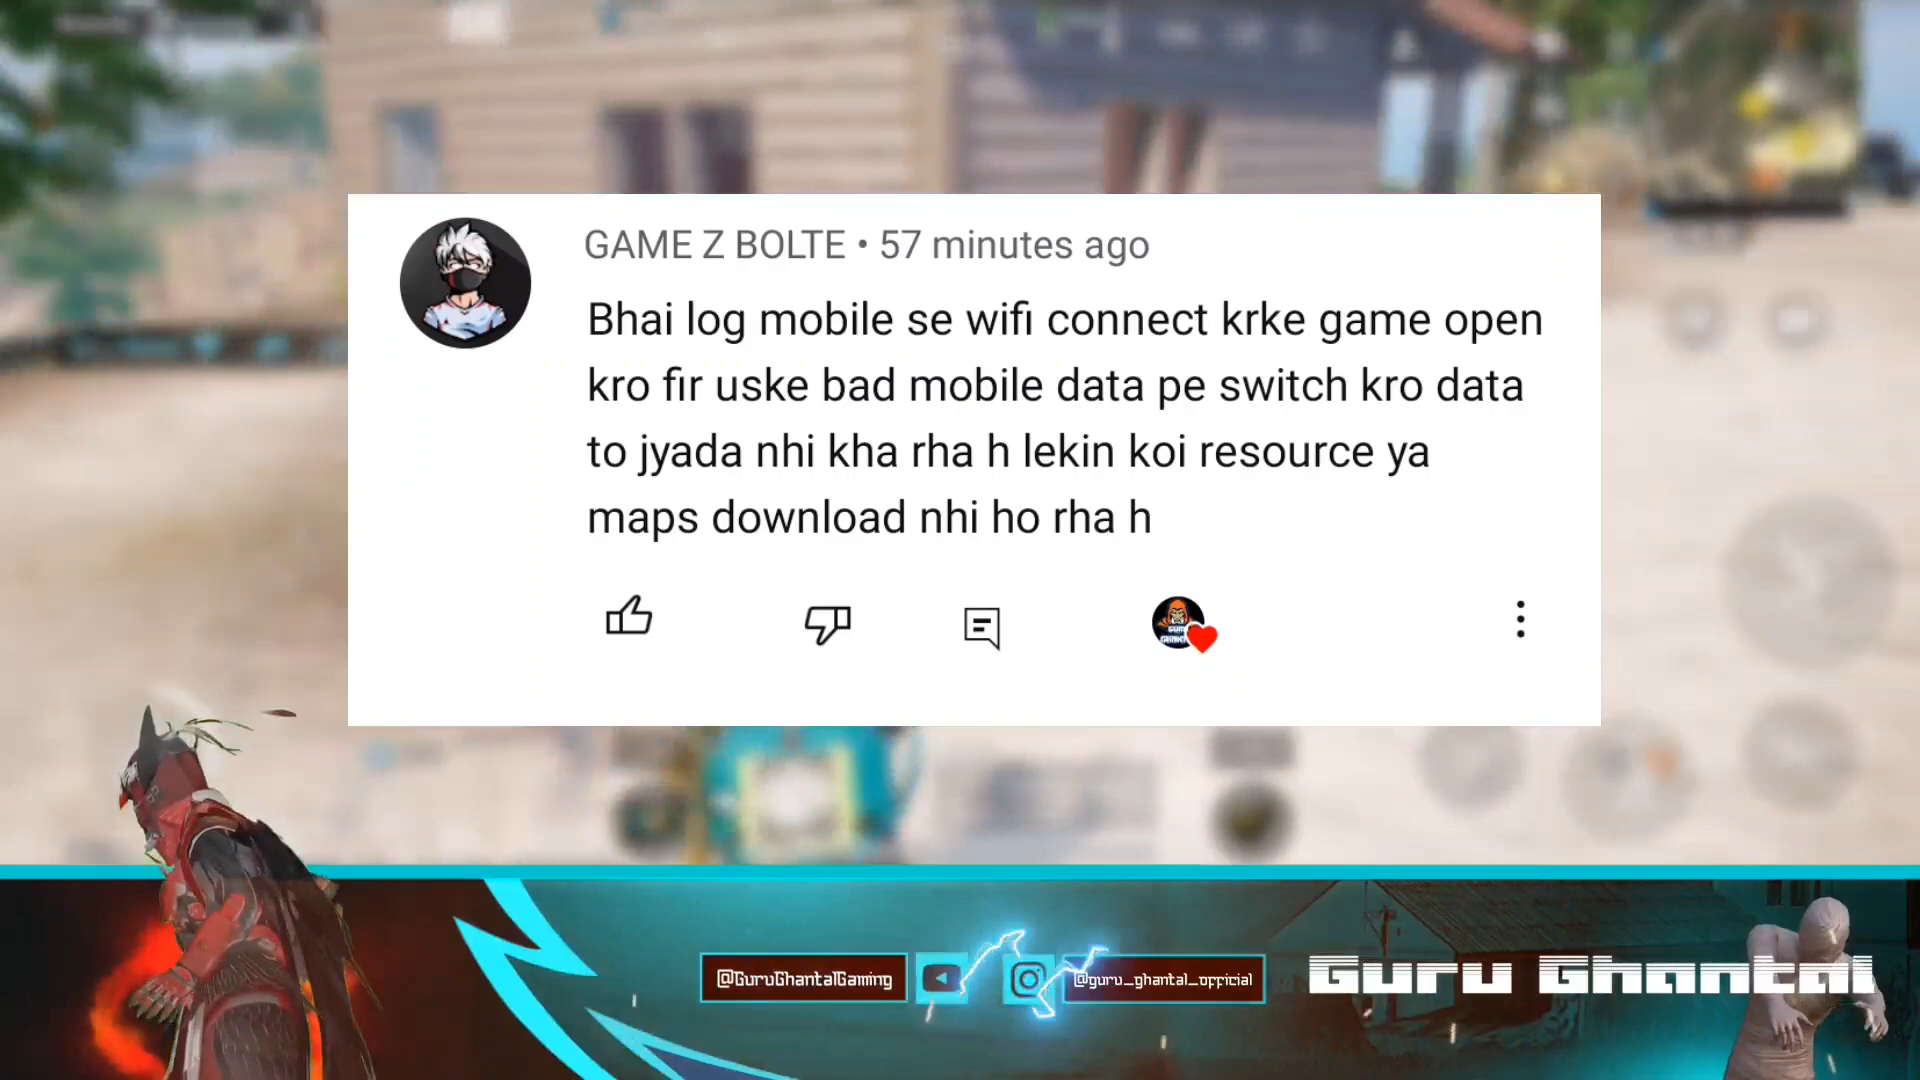 GAME Z BOLTE • 57 minutes ago
Bhai log mobile se wifi connect krke game open
kro fir uske bad mobile data pe switch kro data
to jyada nhi kha rha h lekin koi resource ya
maps download nhi ho rha h
@GuruGhantalGaming
@guru_ghantal_official
Guru Ghantal